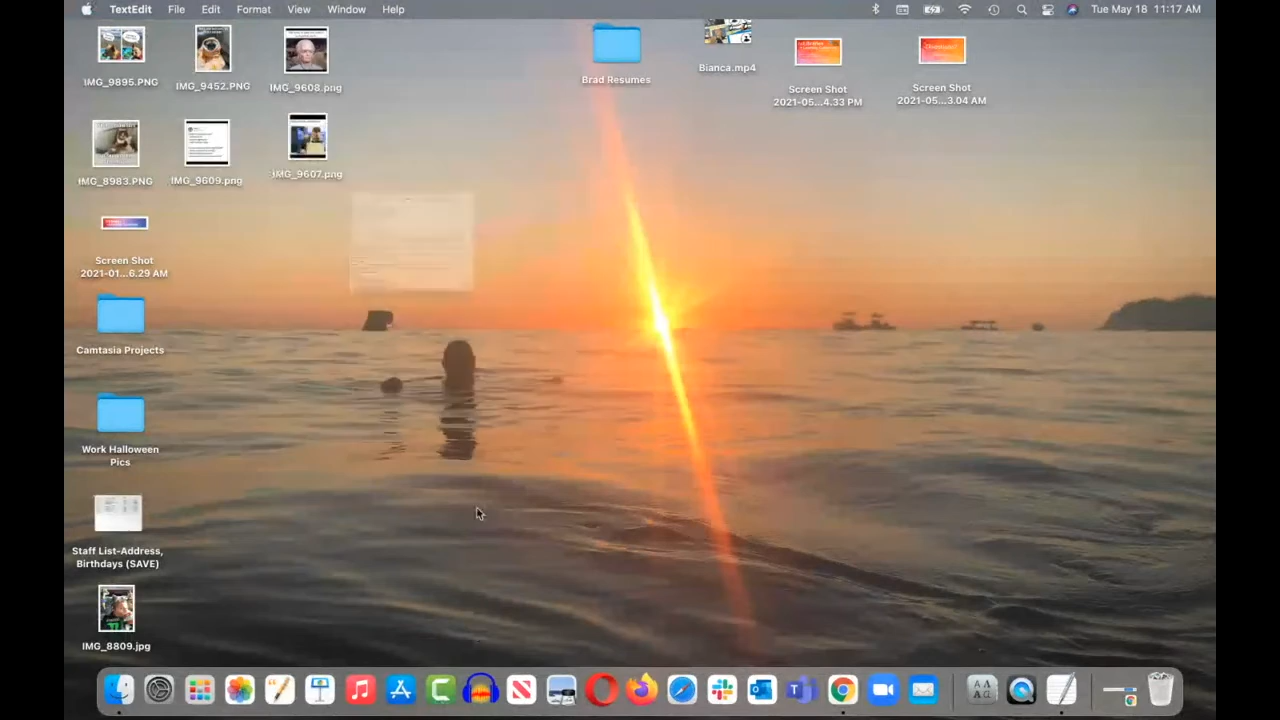 TextEdit File Edit Format View Window Help Tue May 18 11:17 AM
IMG_9895.PNG
IMG_9452.PNG
IMG_9608.png
Brad Resumes
Bianca.mp4
Screen Shot
2021-05...4.33 PM
Screen Shot
2021-05...3.04 AM
IMG_8983.PNG
IMG_9609.png
IMG_9607.png
Screen Shot
2021-01...6.29 AM
Camtasia Projects
Work Halloween
Pics
Staff List-Address,
Birthdays (SAVE)
IMG_8809.jpg